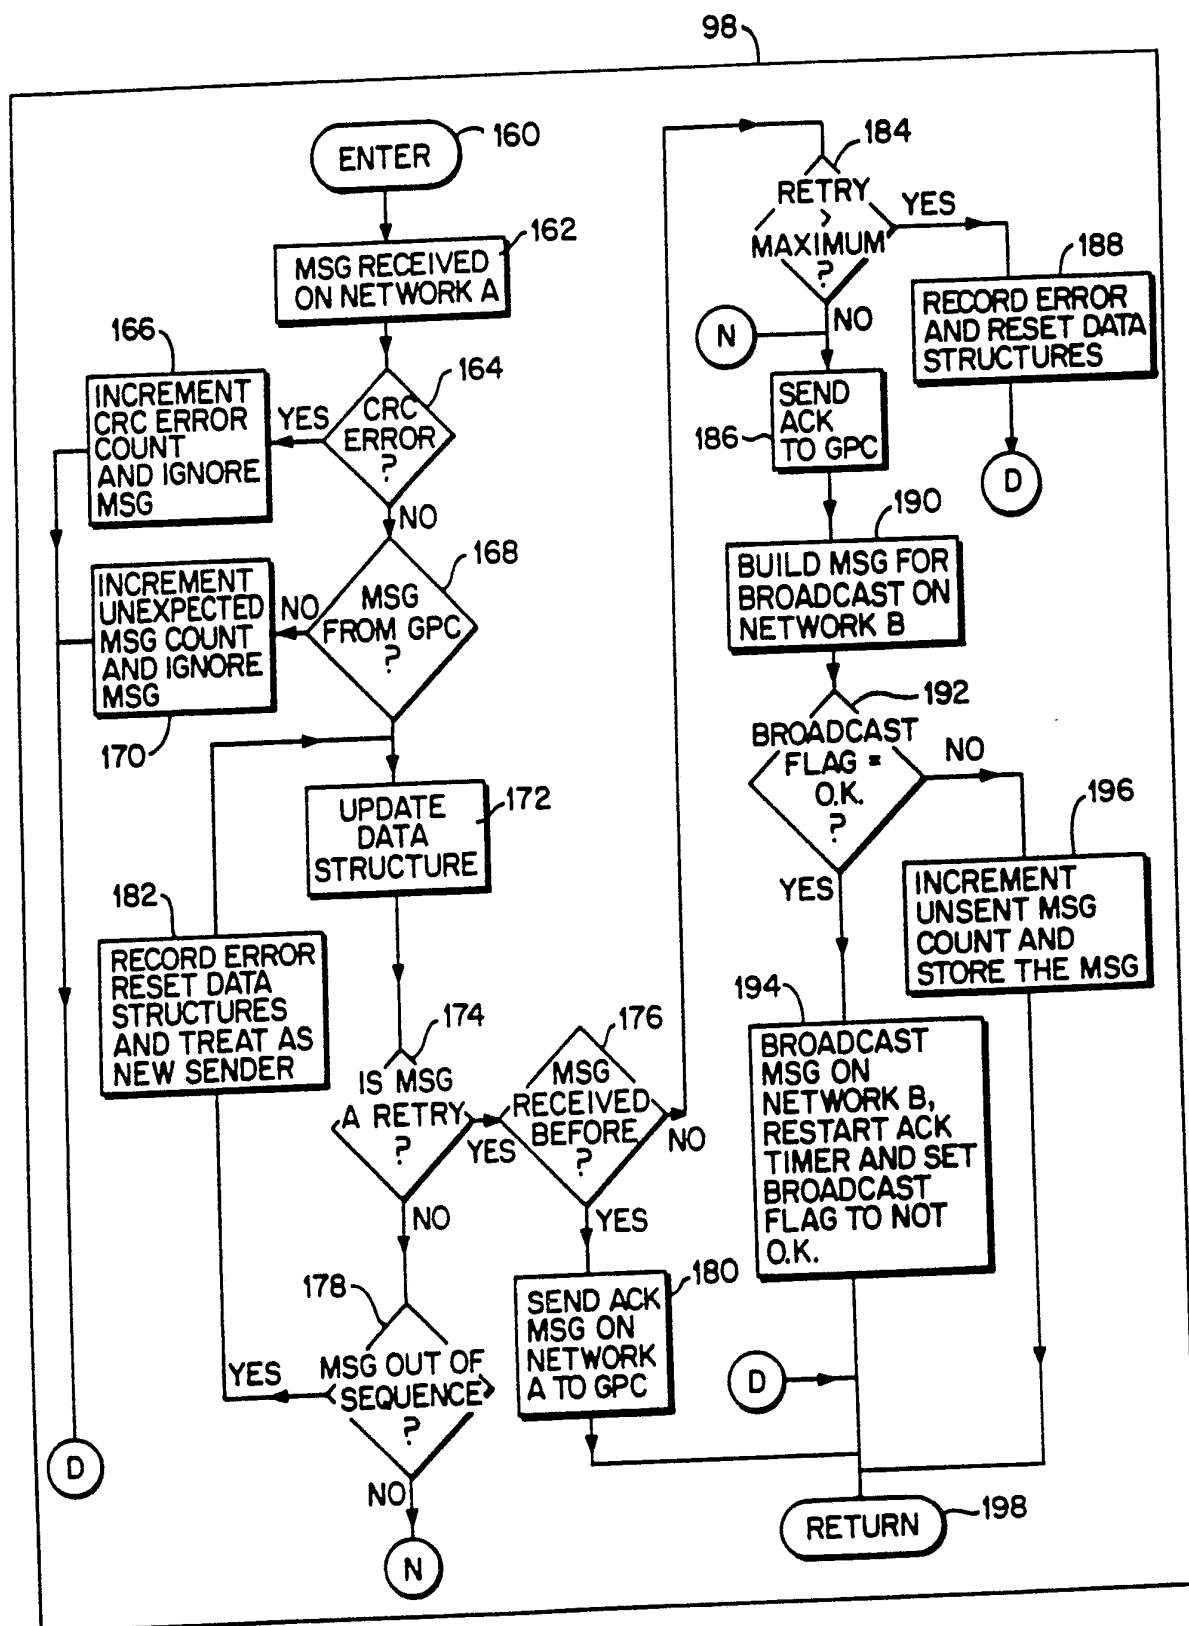 98
ENTER
160
MSG RECEIVED
ON NETWORK A
162
166
INCREMENT
CRC ERROR
COUNT
AND IGNORE
MSG
YES
CRC
ERROR
?
164
NO
INCREMENT
UNEXPECTED
MSG COUNT
AND IGNORE
MSG
170
NO
MSG
FROM GPC
?
168
UPDATE
DATA
STRUCTURE
172
182
RECORD ERROR
RESET DATA
STRUCTURES
AND TREAT AS
NEW SENDER
IS MSG
A RETRY
?
174
YES
NO
MSG
RECEIVED
BEFORE
?
176
NO
YES
178
MSG OUT OF
SEQUENCE
?
YES
NO
N
D
SEND ACK
MSG ON
NETWORK
A TO GPC
180
RETRY
>
MAXIMUM
?
184
YES
NO
N
188
RECORD ERROR
AND RESET DATA
STRUCTURES
D
SEND
ACK
TO GPC
186
190
BUILD MSG FOR
BROADCAST ON
NETWORK B
192
BROADCAST
FLAG =
O.K.
?
NO
YES
196
INCREMENT
UNSENT MSG
COUNT AND
STORE THE MSG
194
BROADCAST
MSG ON
NETWORK B,
RESTART ACK
TIMER AND SET
BROADCAST
FLAG TO NOT
O.K.
D
RETURN
198